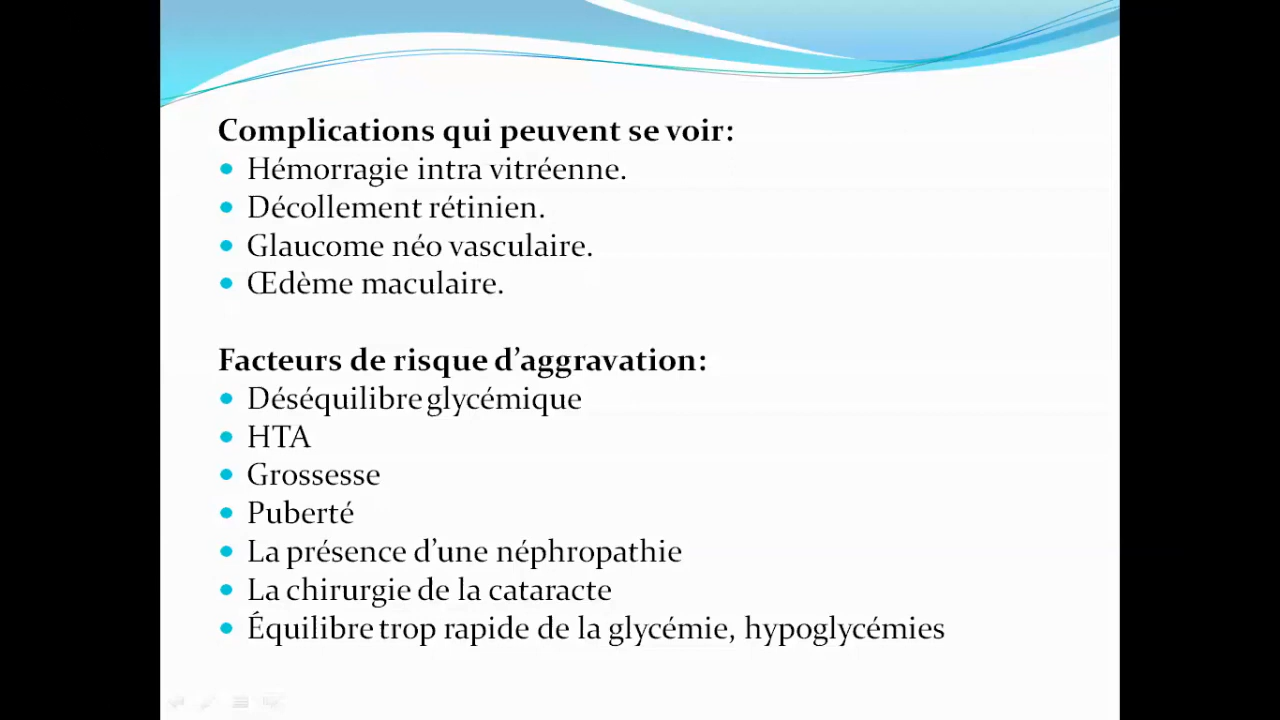 Complications qui peuvent se voir:
• Hémorragie intra vitréenne.
• Décollement rétinien.
• Glaucome néo vasculaire.
• Œdème maculaire.
Facteurs de risque d’aggravation:
• Déséquilibre glycémique
• HTA
• Grossesse
• Puberté
• La présence d’une néphropathie
• La chirurgie de la cataracte
• Équilibre trop rapide de la glycémie, hypoglycémies